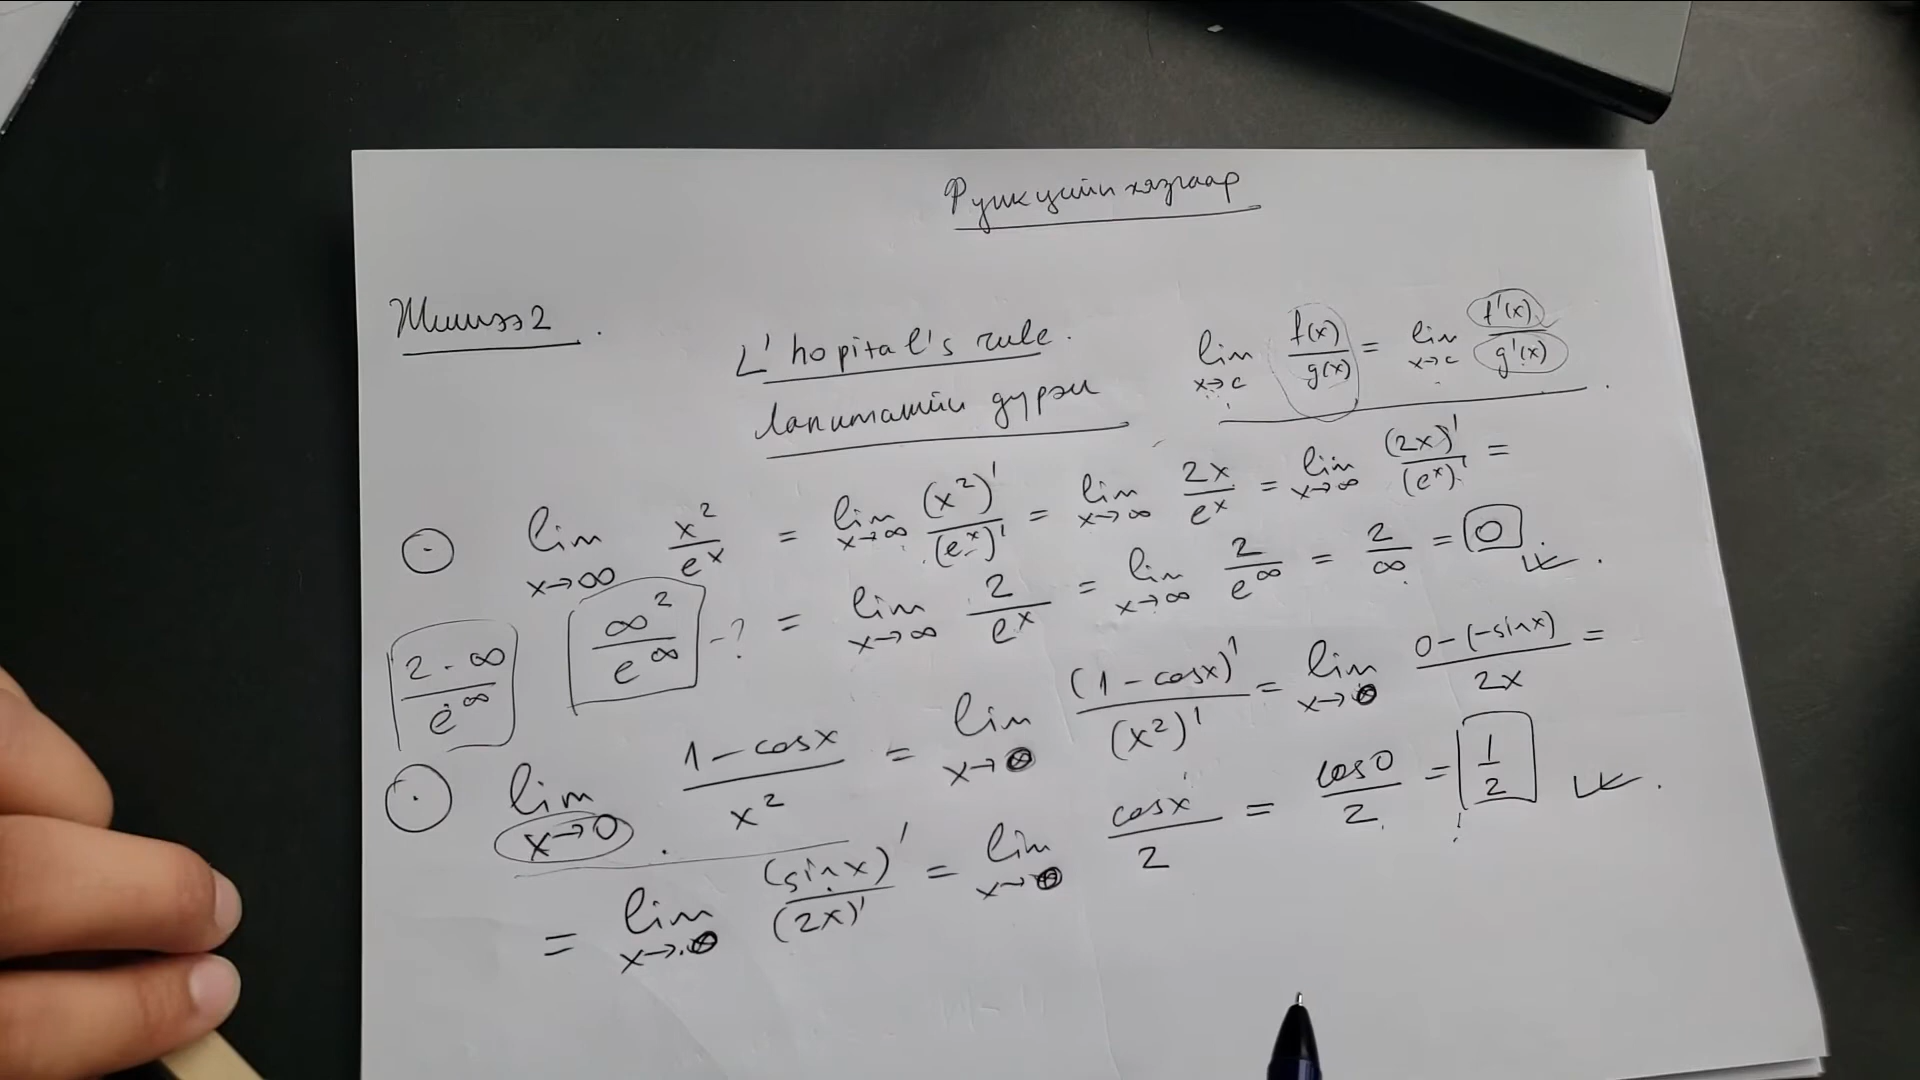 Функцийн хязгаар
Жишээ 2.
L'hopital's rule.
Лапиталийн дүрэм
lim x→c f(x)/g(x) = lim x→c f'(x)/g'(x)
lim x→∞ x²/eˣ = lim x→∞ (x²)'/(eˣ)' = lim x→∞ 2x/eˣ = lim x→∞ (2x)'/(eˣ)' =
∞²/e^∞ -? = lim x→∞ 2/eˣ = lim x→∞ 2/e^∞ = 2/∞ = 0
2·∞/e^∞
lim x→0 1-cosx/x² = lim x→0 (1-cosx)'/(x²)' = lim x→0 0-(-sinx)/2x =
= lim x→0 (sinx)'/(2x)' = lim x→0 cosx/2 = cos0/2 = 1/2